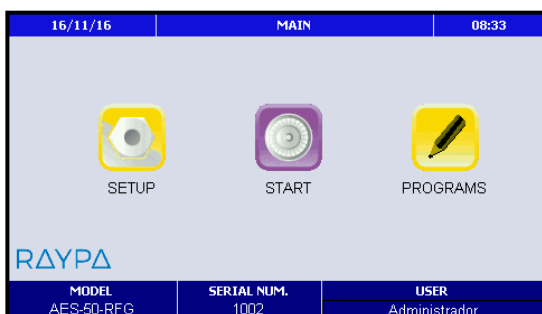 16/11/16 MAIN 08:33
SETUP START PROGRAMS
RAYPA
MODEL SERIAL NUM. USER
AES-50-RFG 1002 Administrador